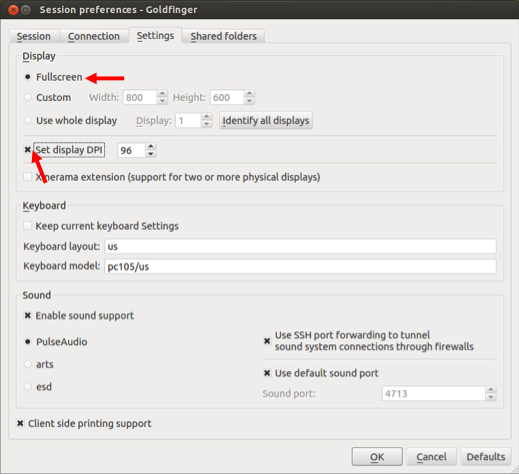 Session preferences - Goldfinger
Session Connection Settings Shared folders
Display
Fullscreen
Custom Width: 800 Height: 600
Use whole display Display: 1 Identify all displays
Set display DPI 96
Xinerama extension (support for two or more physical displays)
Keyboard
Keep current keyboard Settings
Keyboard layout: us
Keyboard model: pc105/us
Sound
Enable sound support
PulseAudio
arts
esd
Use SSH port forwarding to tunnel
sound system connections through firewalls
Use default sound port
Sound port: 4713
Client side printing support
OK Cancel Defaults